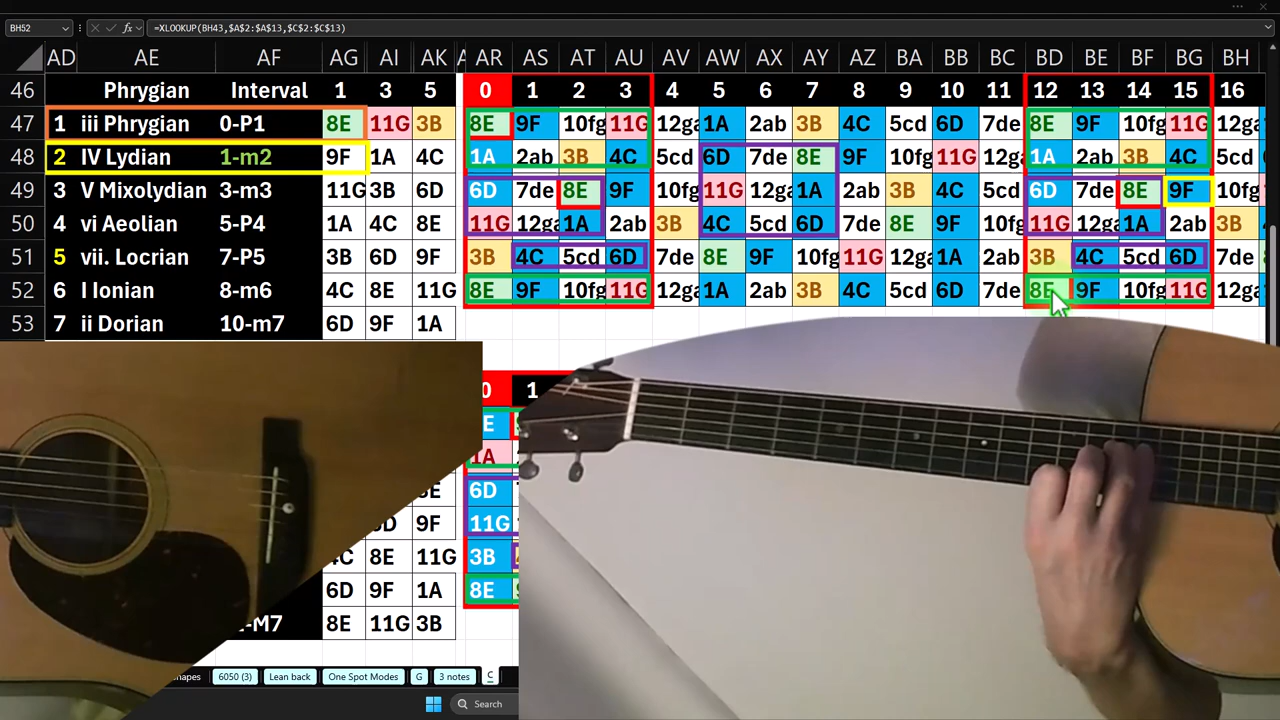 BH52 fx =XLOOKUP(BH43,$A$2:$A$13,$C$2:$C$13)
AD AE AF AG AI AK AR AS AT AU AV AW AX AY AZ BA BB BC BD BE BF BG BH
46 Phrygian Interval 1 3 5 0 1 2 3 4 5 6 7 8 9 10 11 12 13 14 15 16
47 1 iii Phrygian 0-P1 8E 11G 3B 8E 9F 10fg 11G 12ga 1A 2ab 3B 4C 5cd 6D 7de 8E 9F 10fg 11G 12ga
48 2 IV Lydian 1-m2 9F 1A 4C 1A 2ab 3B 4C 5cd 6D 7de 8E 9F 10fg 11G 12ga 1A 2ab 3B 4C 5cd
49 3 V Mixolydian 3-m3 11G 3B 6D 6D 7de 8E 9F 10fg 11G 12ga 1A 2ab 3B 4C 5cd 6D 7de 8E 9F 10fg
50 4 vi Aeolian 5-P4 1A 4C 8E 11G 12ga 1A 2ab 3B 4C 5cd 6D 7de 8E 9F 10fg 11G 12ga 1A 2ab 3B
51 5 vii. Locrian 7-P5 3B 6D 9F 3B 4C 5cd 6D 7de 8E 9F 10fg 11G 12ga 1A 2ab 3B 4C 5cd 6D 7de
52 6 I Ionian 8-m6 4C 8E 11G 8E 9F 10fg 11G 12ga 1A 2ab 3B 4C 5cd 6D 7de 8E 9F 10fg 11G 12ga
53 7 ii Dorian 10-m7 6D 9F 1A
0 1
E
1A
6D
9F 11G
4C 8E 11G 3B
6D 9F 1A 8E
-M7 8E 11G 3B
6050 (3) Lean back One Spot Modes G 3 notes C
Search